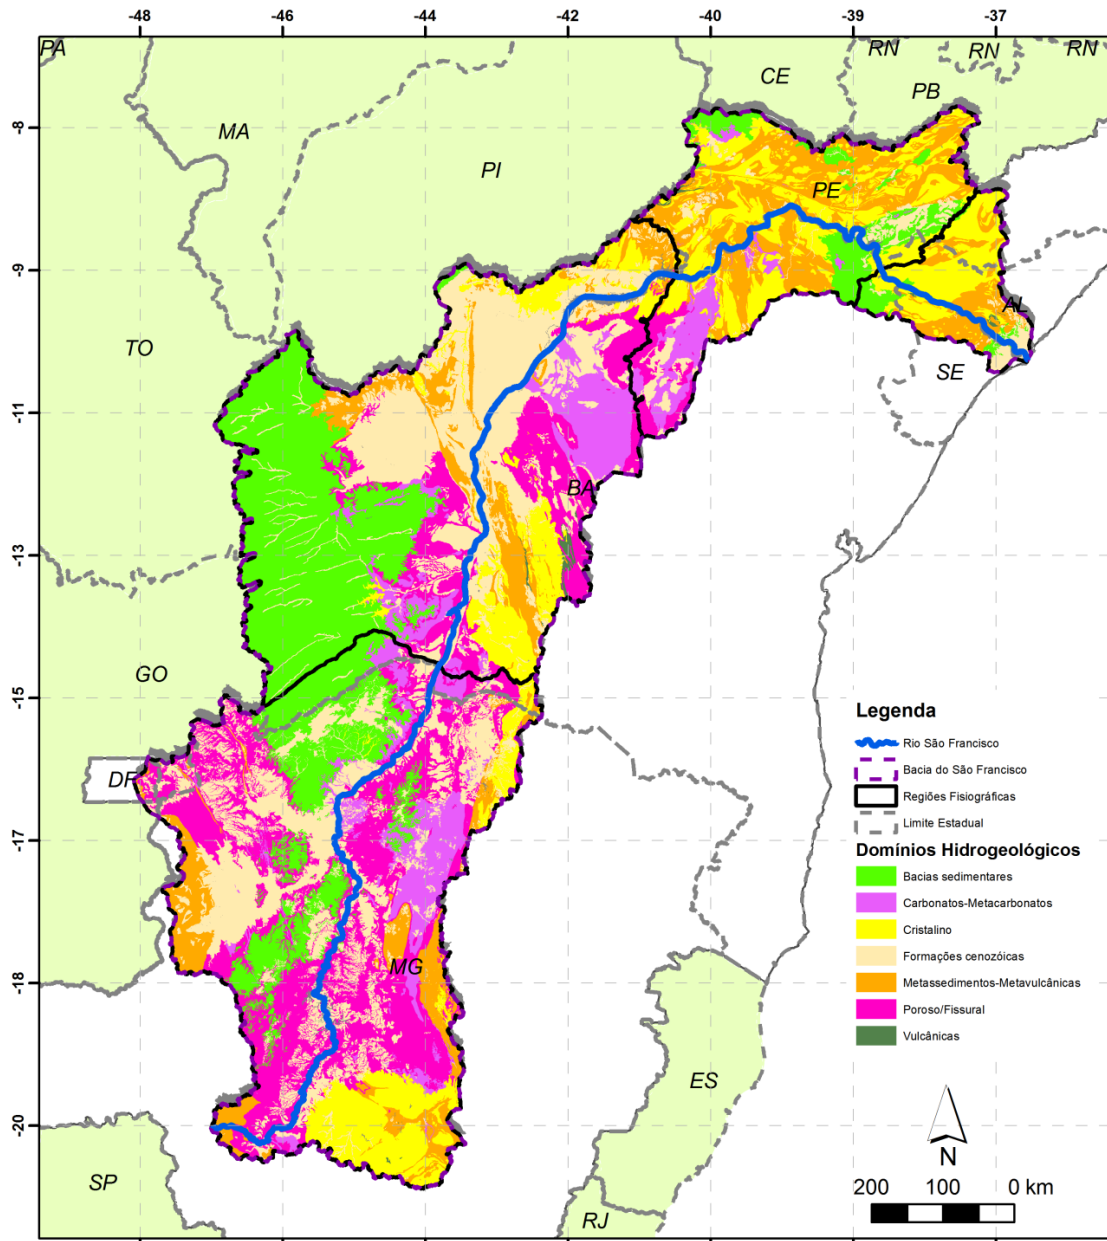 -48 -46 -45 -44 -42 -41 -40 -39 -37
PA
RN
RN
RN
CE
PB
MA
-8
PI
PE
-9
AL
TO
SE
-11
BA
-13
GO
-15
DF
-17
MG
-18
ES
-20
SP
RJ
Legenda
Rio São Francisco
Bacia do São Francisco
Regiões Fisiográficas
Limite Estadual
Domínios Hidrogeológicos
Bacias sedimentares
Carbonatos-Metacarbonatos
Cristalino
Formações cenozóicas
Metassedimentos-Metavulcânicas
Poroso/Fissural
Vulcânicas
N
200 100 0 km